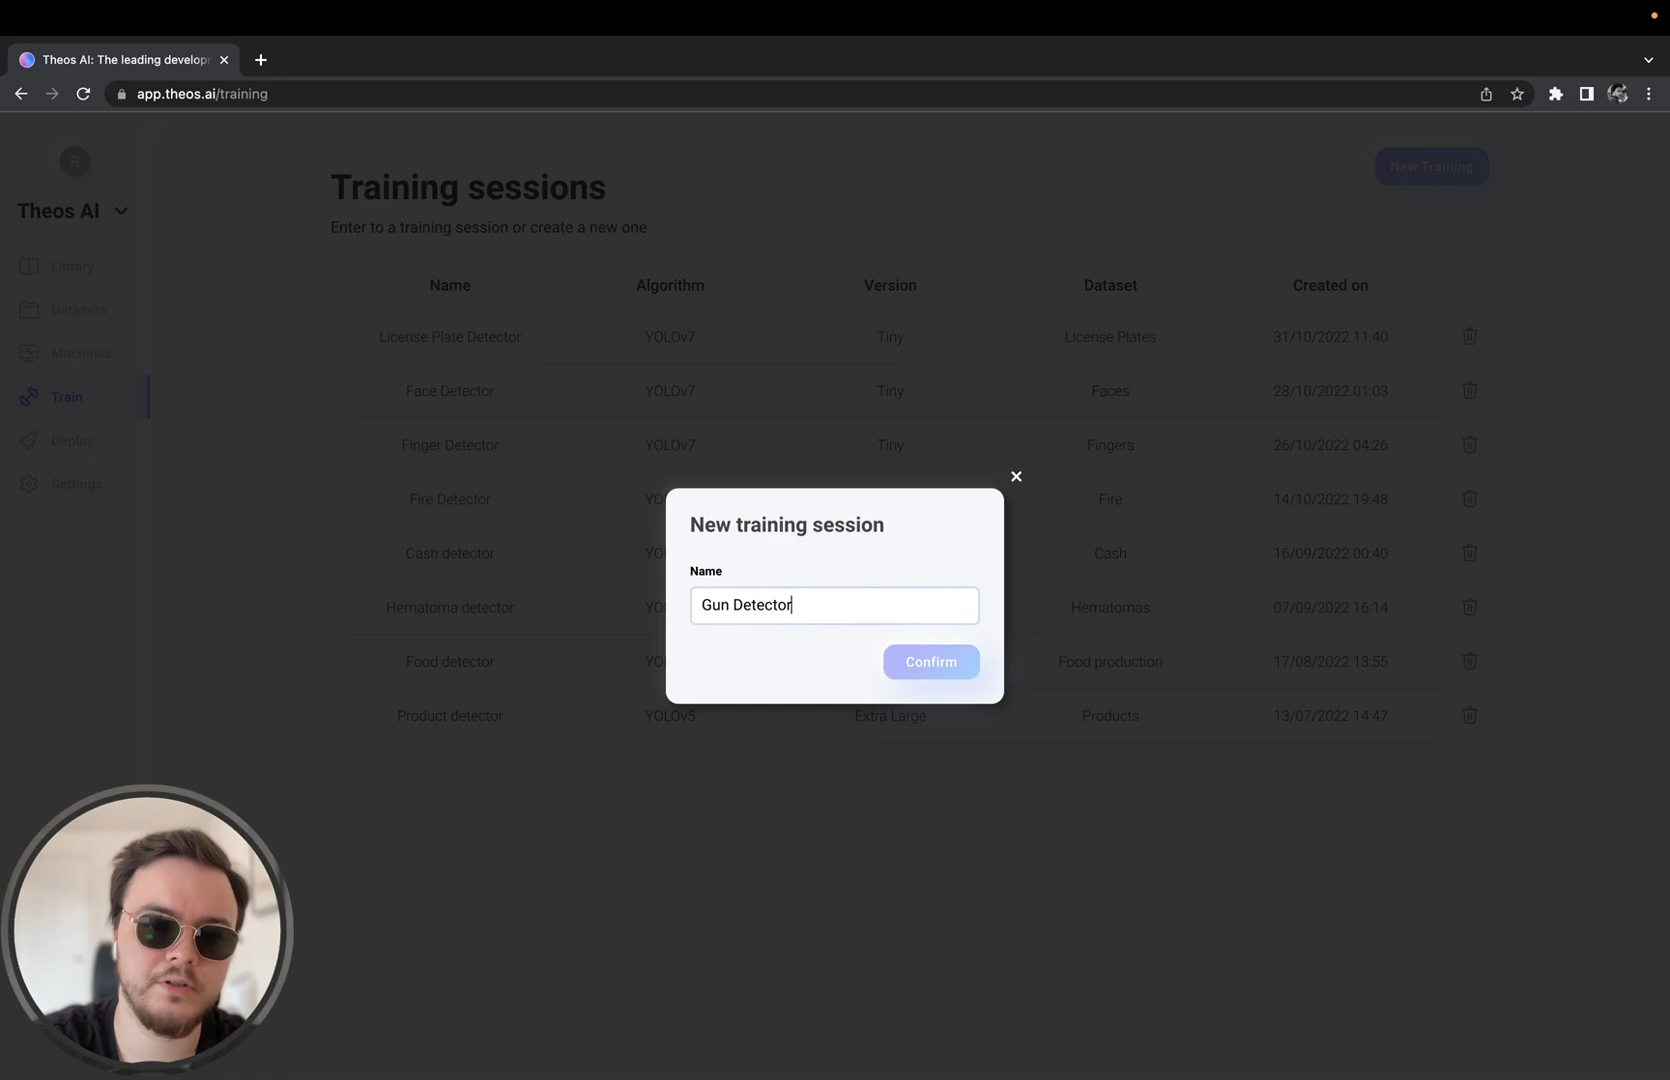 Theos AI: The leading develop
app.theos.ai/training
R
Theos AI
Library
Datasets
Machines
Train
Deploy
Settings
Training sessions
Enter to a training session or create a new one
New Training
Name Algorithm Version Dataset Created on
License Plate Detector YOLOv7 Tiny License Plates 31/10/2022 11:40
Face Detector YOLOv7 Tiny Faces 28/10/2022 01:03
Finger Detector YOLOv7 Tiny Fingers 26/10/2022 04:26
Fire Detector YO Fire 14/10/2022 19:48
Cash detector YO Cash 16/09/2022 00:40
Hematoma detector YO Hematomas 07/09/2022 16:14
Food detector YO Food production 17/08/2022 13:55
Product detector YOLOv5 Extra Large Products 13/07/2022 14:47
New training session
Name
Gun Detector
Confirm